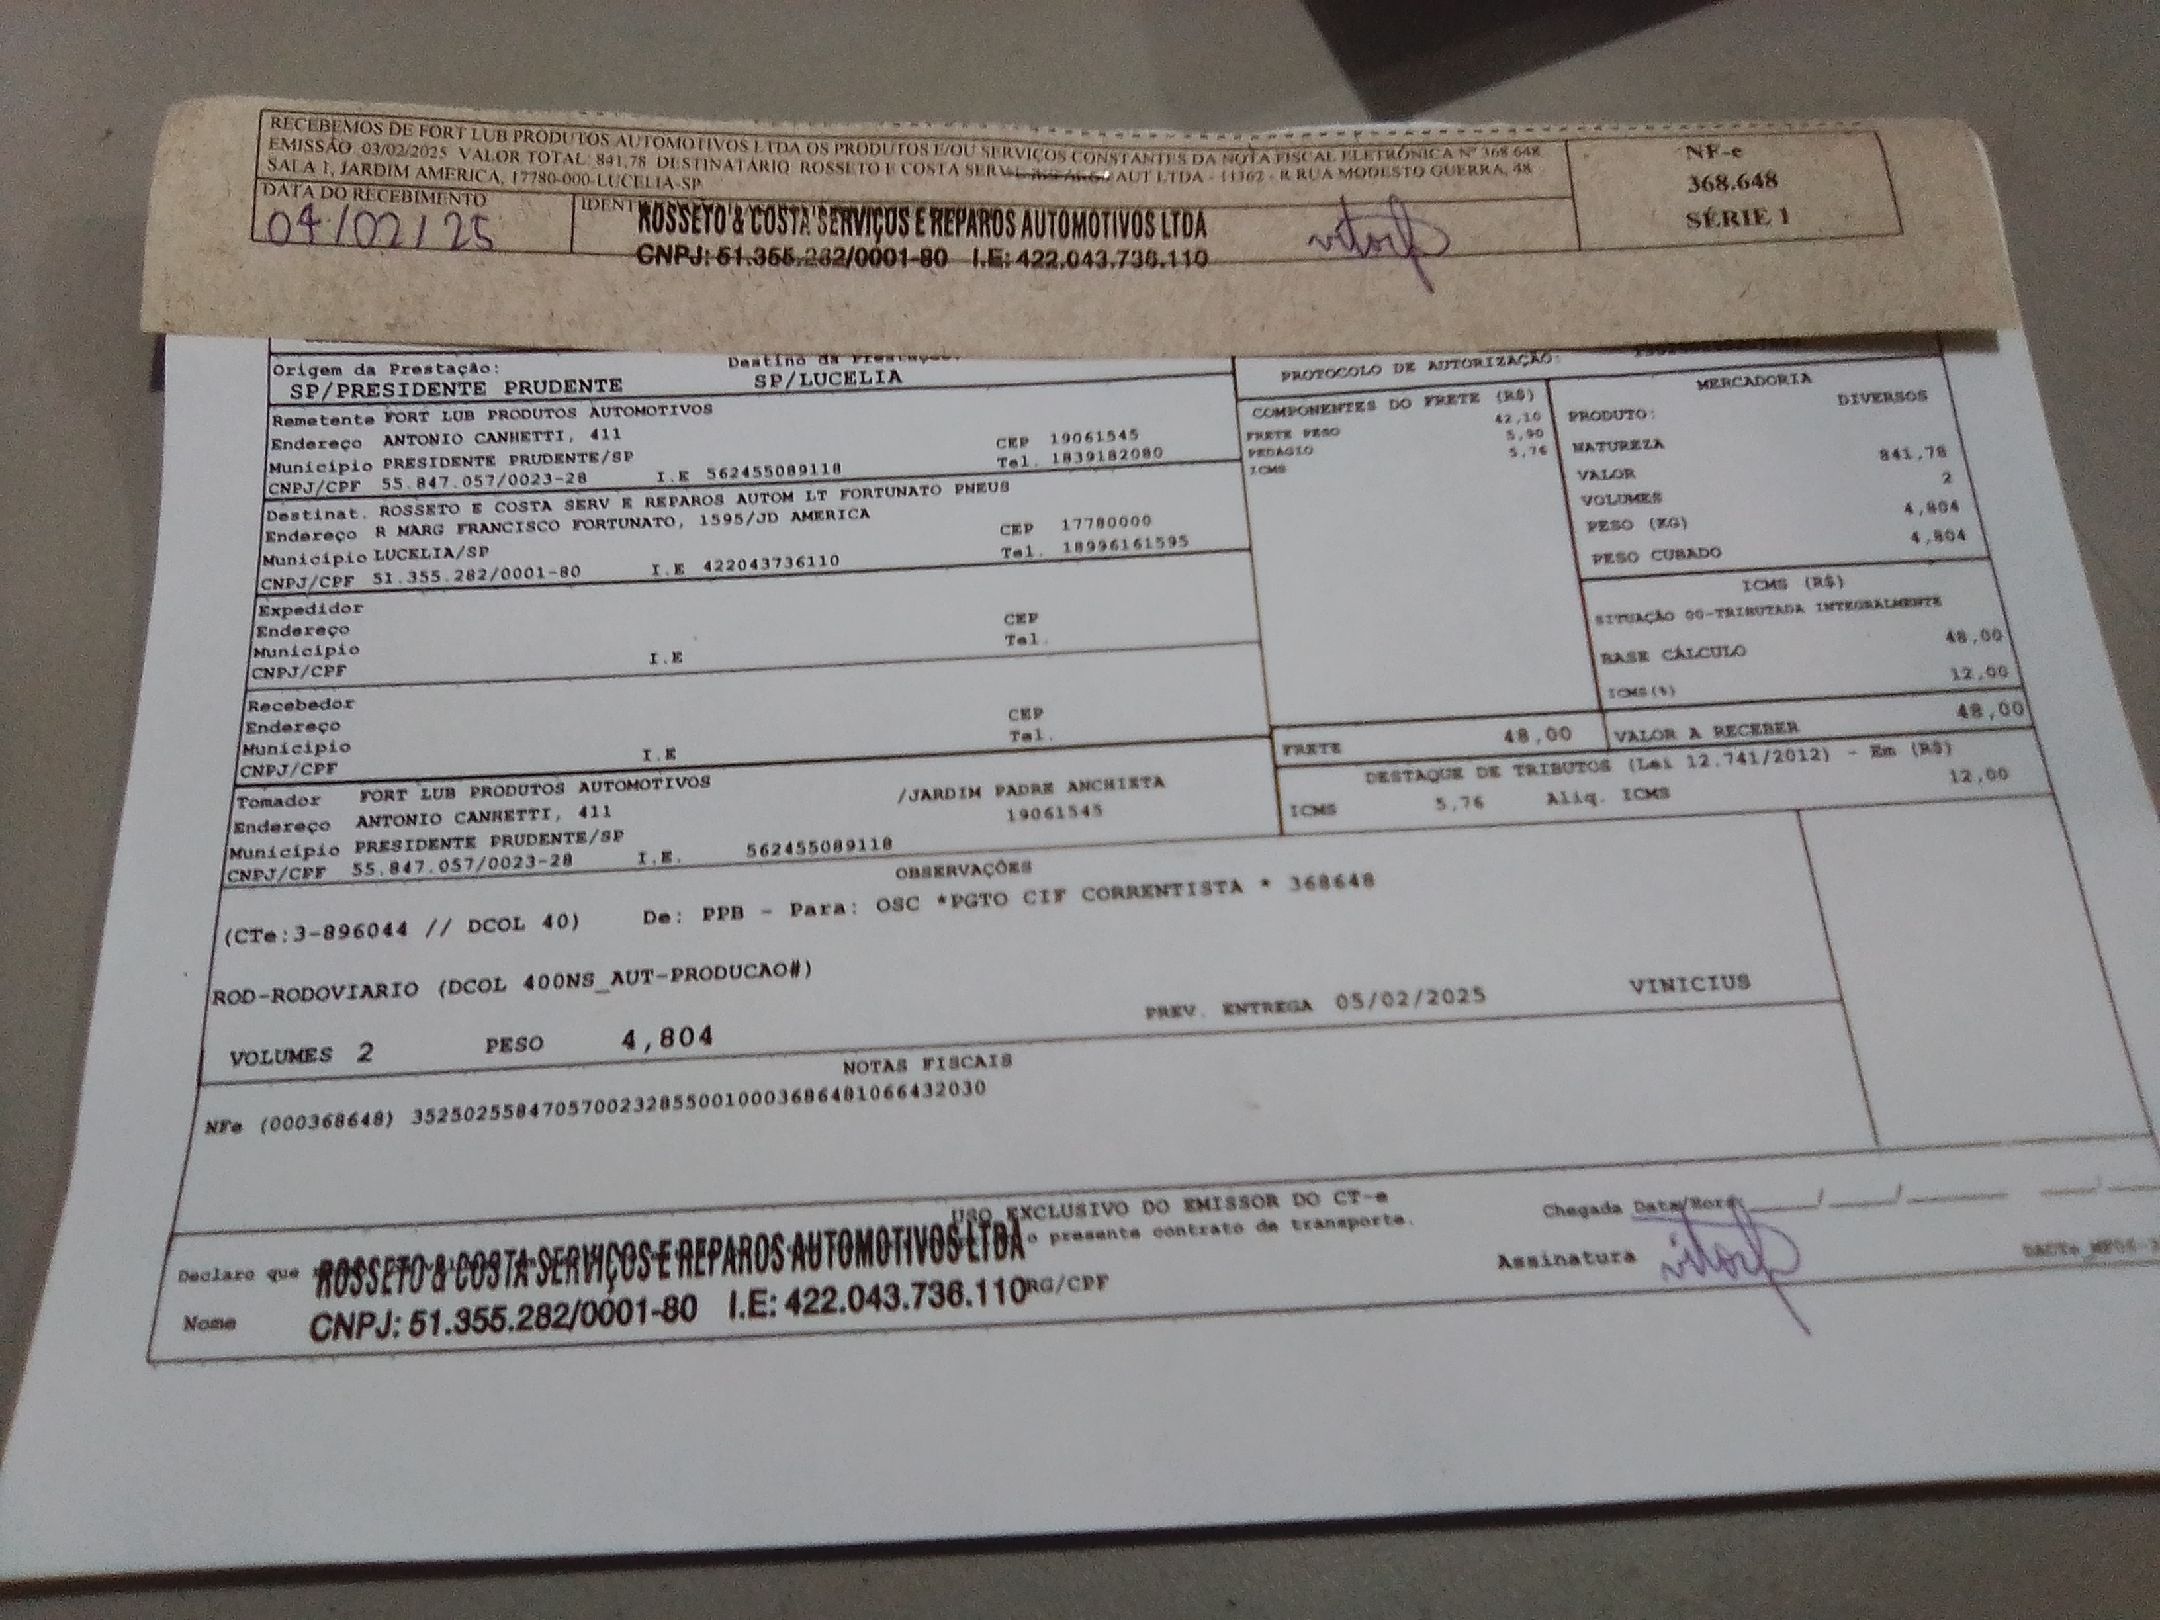 RECEBEMOS DE FORT LUB PRODUTOS AUTOMOTIVOS LTDA OS PRODUTOS E/OU SERVIÇOS CONSTANTES DA NOTA FISCAL ELETRÔNICA Nº 368.648
EMISSÃO: 03/02/2025 VALOR TOTAL: 841,78 DESTINATÁRIO: ROSSETO E COSTA SERV AUT LTDA - 11362 - R RUA MODESTO GUERRA, 48
SALA 1, JARDIM AMERICA, 17780-000-LUCELIA-SP
NF-e
368.648
SÉRIE 1
DATA DO RECEBIMENTO
04/02/25
IDENT
ROSSETO & COSTA SERVIÇOS E REPAROS AUTOMOTIVOS LTDA
CNPJ: 51.355.282/0001-80 I.E: 422.043.736.110
Origem da Prestação:
SP/PRESIDENTE PRUDENTE
Destino da Prestação:
SP/LUCELIA
PROTOCOLO DE AUTORIZAÇÃO:
Remetente FORT LUB PRODUTOS AUTOMOTIVOS
Endereço ANTONIO CANHETTI, 411 CEP 19061545
Município PRESIDENTE PRUDENTE/SP Tel. 1839182080
CNPJ/CPF 55.847.057/0023-28 I.E 562455089118
Destinat. ROSSETO E COSTA SERV E REPAROS AUTOM LT FORTUNATO PNEUS
Endereço R MARG FRANCISCO FORTUNATO, 1595/JD AMERICA CEP 17780000
Município LUCELIA/SP Tel. 18996161595
CNPJ/CPF 51.355.282/0001-80 I.E 422043736110
Expedidor
Endereço CEP
Município Tel.
CNPJ/CPF I.E
Recebedor
Endereço CEP
Município Tel.
CNPJ/CPF I.E
Tomador FORT LUB PRODUTOS AUTOMOTIVOS /JARDIM PADRE ANCHIETA
Endereço ANTONIO CANHETTI, 411 19061545
Município PRESIDENTE PRUDENTE/SP
CNPJ/CPF 55.847.057/0023-28 I.E. 562455089118
COMPONENTES DO FRETE (R$)
FRETE PESO 42,10
PEDÁGIO 5,90
ICMS 5,76
FRETE 48,00
MERCADORIA
PRODUTO: DIVERSOS
NATUREZA
VALOR 841,78
VOLUMES 2
PESO (KG) 4,804
PESO CUBADO 4,804
ICMS (R$)
SITUAÇÃO 00-TRIBUTADA INTEGRALMENTE
BASE CÁLCULO 48,00
ICMS(%) 12,00
VALOR A RECEBER 48,00
DESTAQUE DE TRIBUTOS (Lei 12.741/2012) - Em (R$)
ICMS 5,76 Aliq. ICMS 12,00
OBSERVAÇÕES
(CTe:3-896044 // DCOL 40) De: PPB - Para: OSC *PGTO CIF CORRENTISTA * 368648
ROD-RODOVIARIO (DCOL 400NS_AUT-PRODUCAO#)
PREV. ENTREGA 05/02/2025 VINICIUS
VOLUMES 2 PESO 4,804
NOTAS FISCAIS
NFe (000368648) 35250255847057002328550010003686481066432030
USO EXCLUSIVO DO EMISSOR DO CT-e
Declaro que o presente contrato de transporte.
Chegada Data/Hora:
ROSSETO & COSTA SERVIÇOS E REPAROS AUTOMOTIVOS LTDA
CNPJ: 51.355.282/0001-80 I.E: 422.043.736.110
Nome RG/CPF
Assinatura